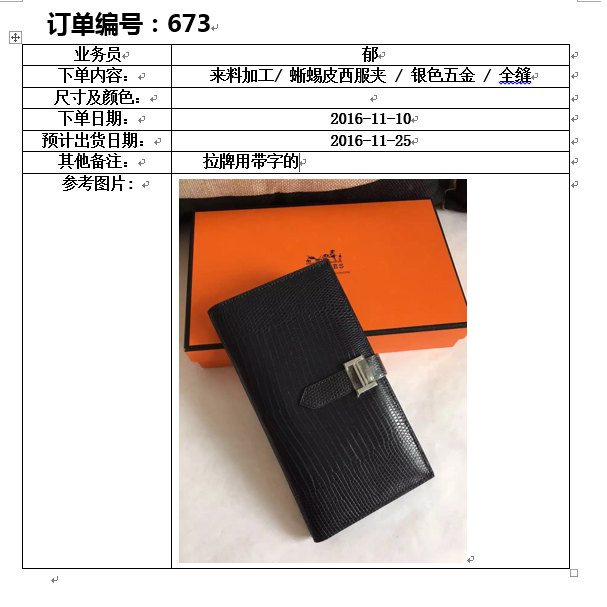 订单编号：673
业务员 郁
下单内容： 来料加工/ 蜥蜴皮西服夹 / 银色五金 / 全缝
尺寸及颜色：
下单日期： 2016-11-10
预计出货日期： 2016-11-25
其他备注： 拉牌用带字的
参考图片：